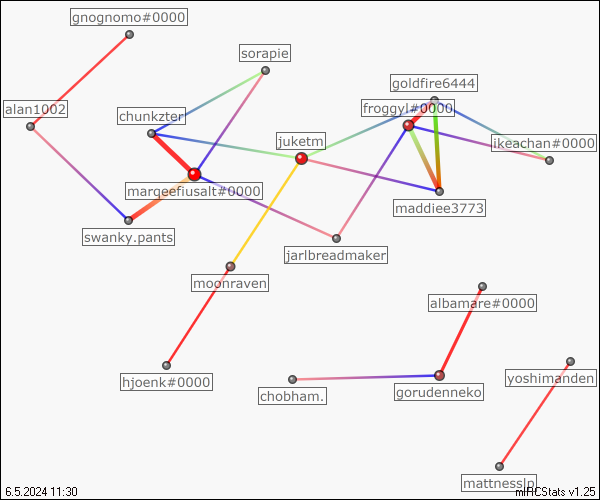 gnognomo#0000
sorapie
goldfire6444
alan1002
chunkzter
froggyl#0000
juketm
ikeachan#0000
marqeefiusalt#0000
maddiee3773
swanky.pants
jarlbreadmaker
moonraven
albamare#0000
hjoenk#0000
chobham.
gorudenneko
yoshimanden
mattnesslp
6.5.2024 11:30
mIRCStats v1.25